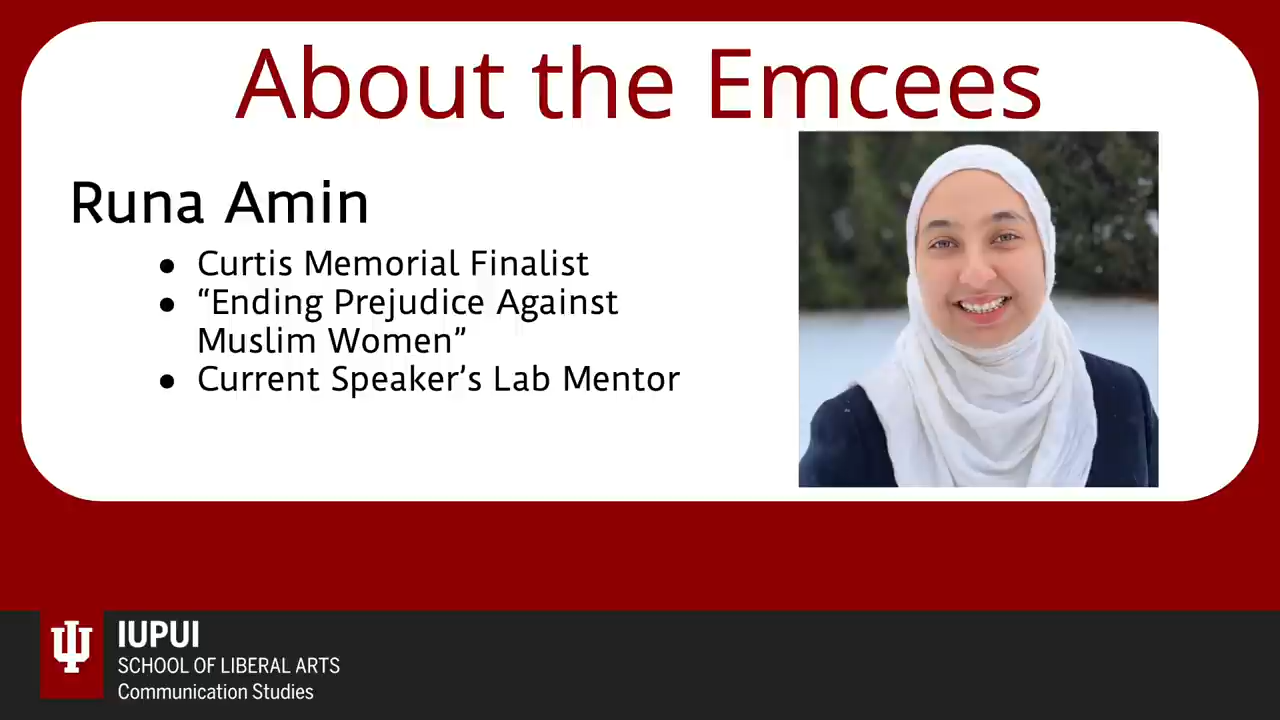 About the Emcees
Runa Amin
● Curtis Memorial Finalist
● “Ending Prejudice Against
Muslim Women”
● Current Speaker’s Lab Mentor
IUPUI
SCHOOL OF LIBERAL ARTS
Communication Studies